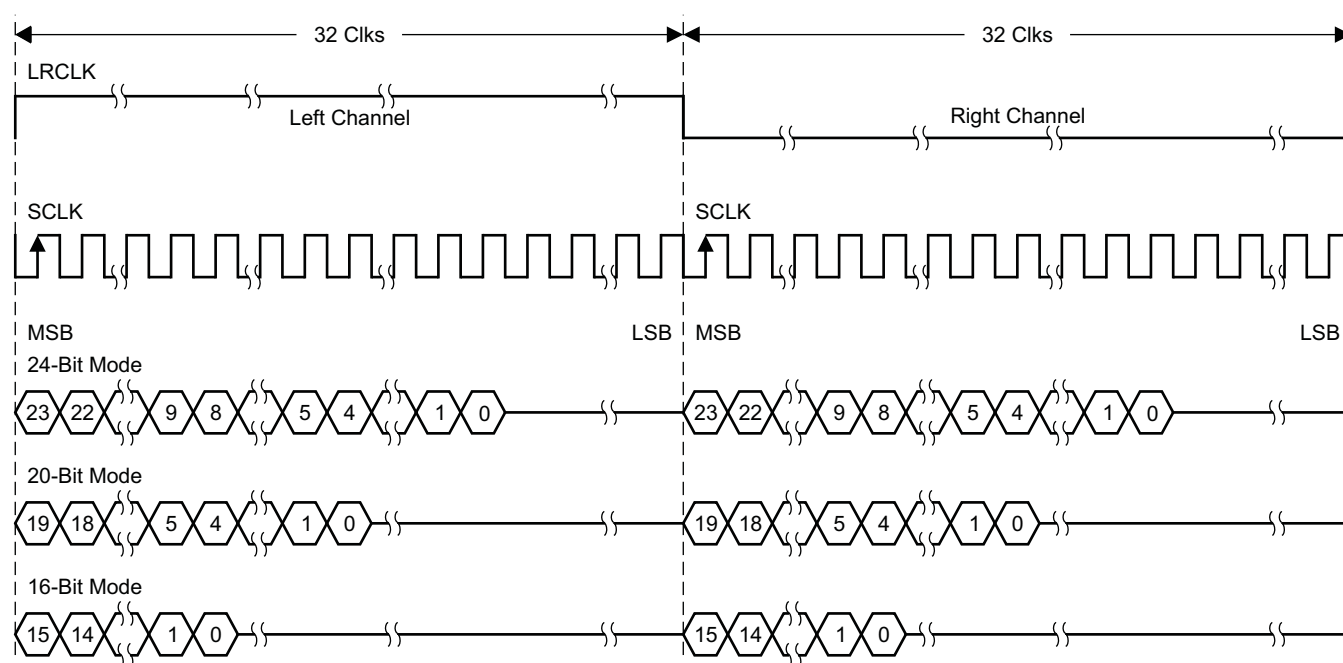 32 Clks 32 Clks
LRCLK
Left Channel Right Channel
SCLK SCLK
MSB LSB MSB LSB
24-Bit Mode
23 22 9 8 5 4 1 0 23 22 9 8 5 4 1 0
20-Bit Mode
19 18 5 4 1 0 19 18 5 4 1 0
16-Bit Mode
15 14 1 0 15 14 1 0